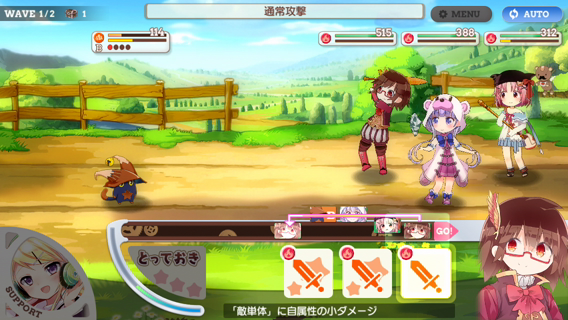 WAVE 1/2 1
通常攻撃
MENU
AUTO
114
B
515
388
312
GO!
とっておき
SUPPORT
「敵単体」に自属性の小ダメージ